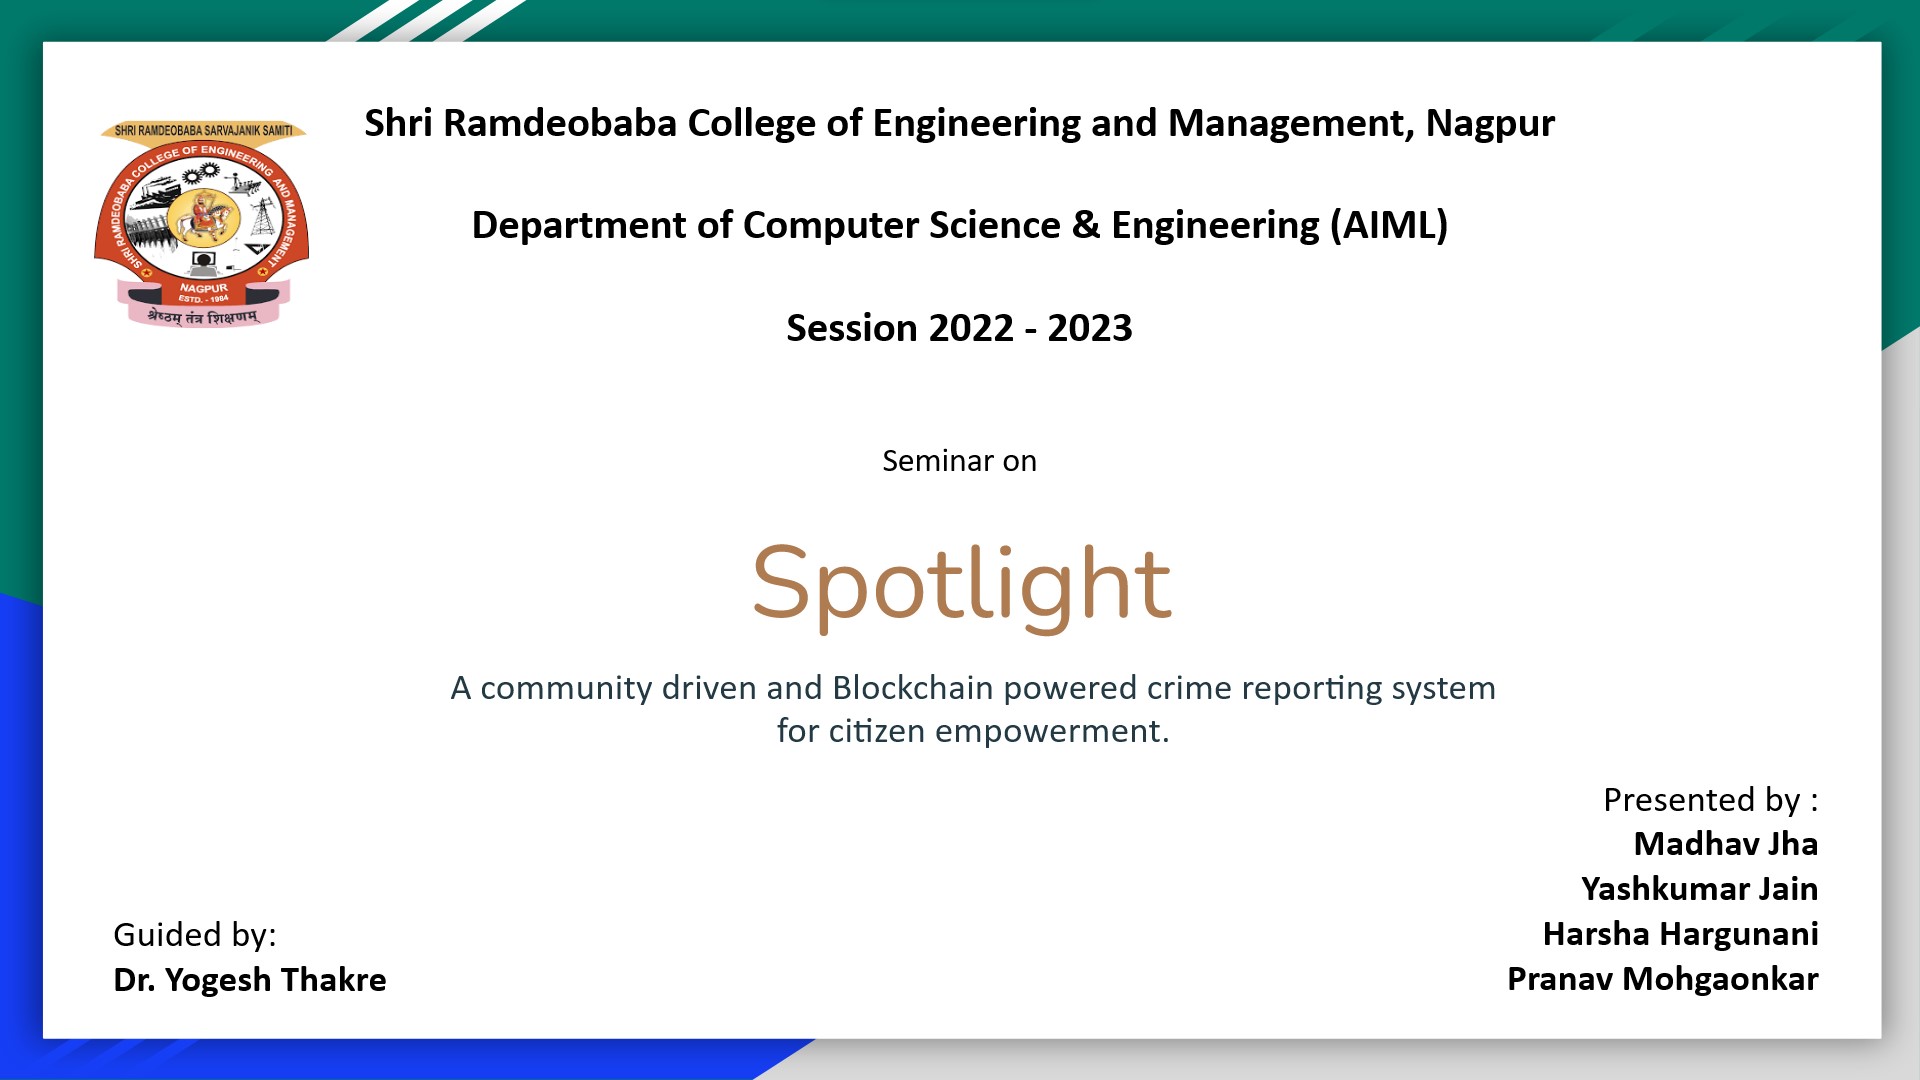 SHRI RAMDEOBABA SARVAJANIK SAMITI
SHRI RAMDEOBABA COLLEGE OF ENGINEERING AND MANAGEMENT
NAGPUR
ESTD. - 1984
श्रेष्ठम् तंत्र शिक्षणम्
Shri Ramdeobaba College of Engineering and Management, Nagpur
Department of Computer Science & Engineering (AIML)
Session 2022 - 2023
Seminar on
Spotlight
A community driven and Blockchain powered crime reporting system
for citizen empowerment.
Guided by:
Dr. Yogesh Thakre
Presented by :
Madhav Jha
Yashkumar Jain
Harsha Hargunani
Pranav Mohgaonkar